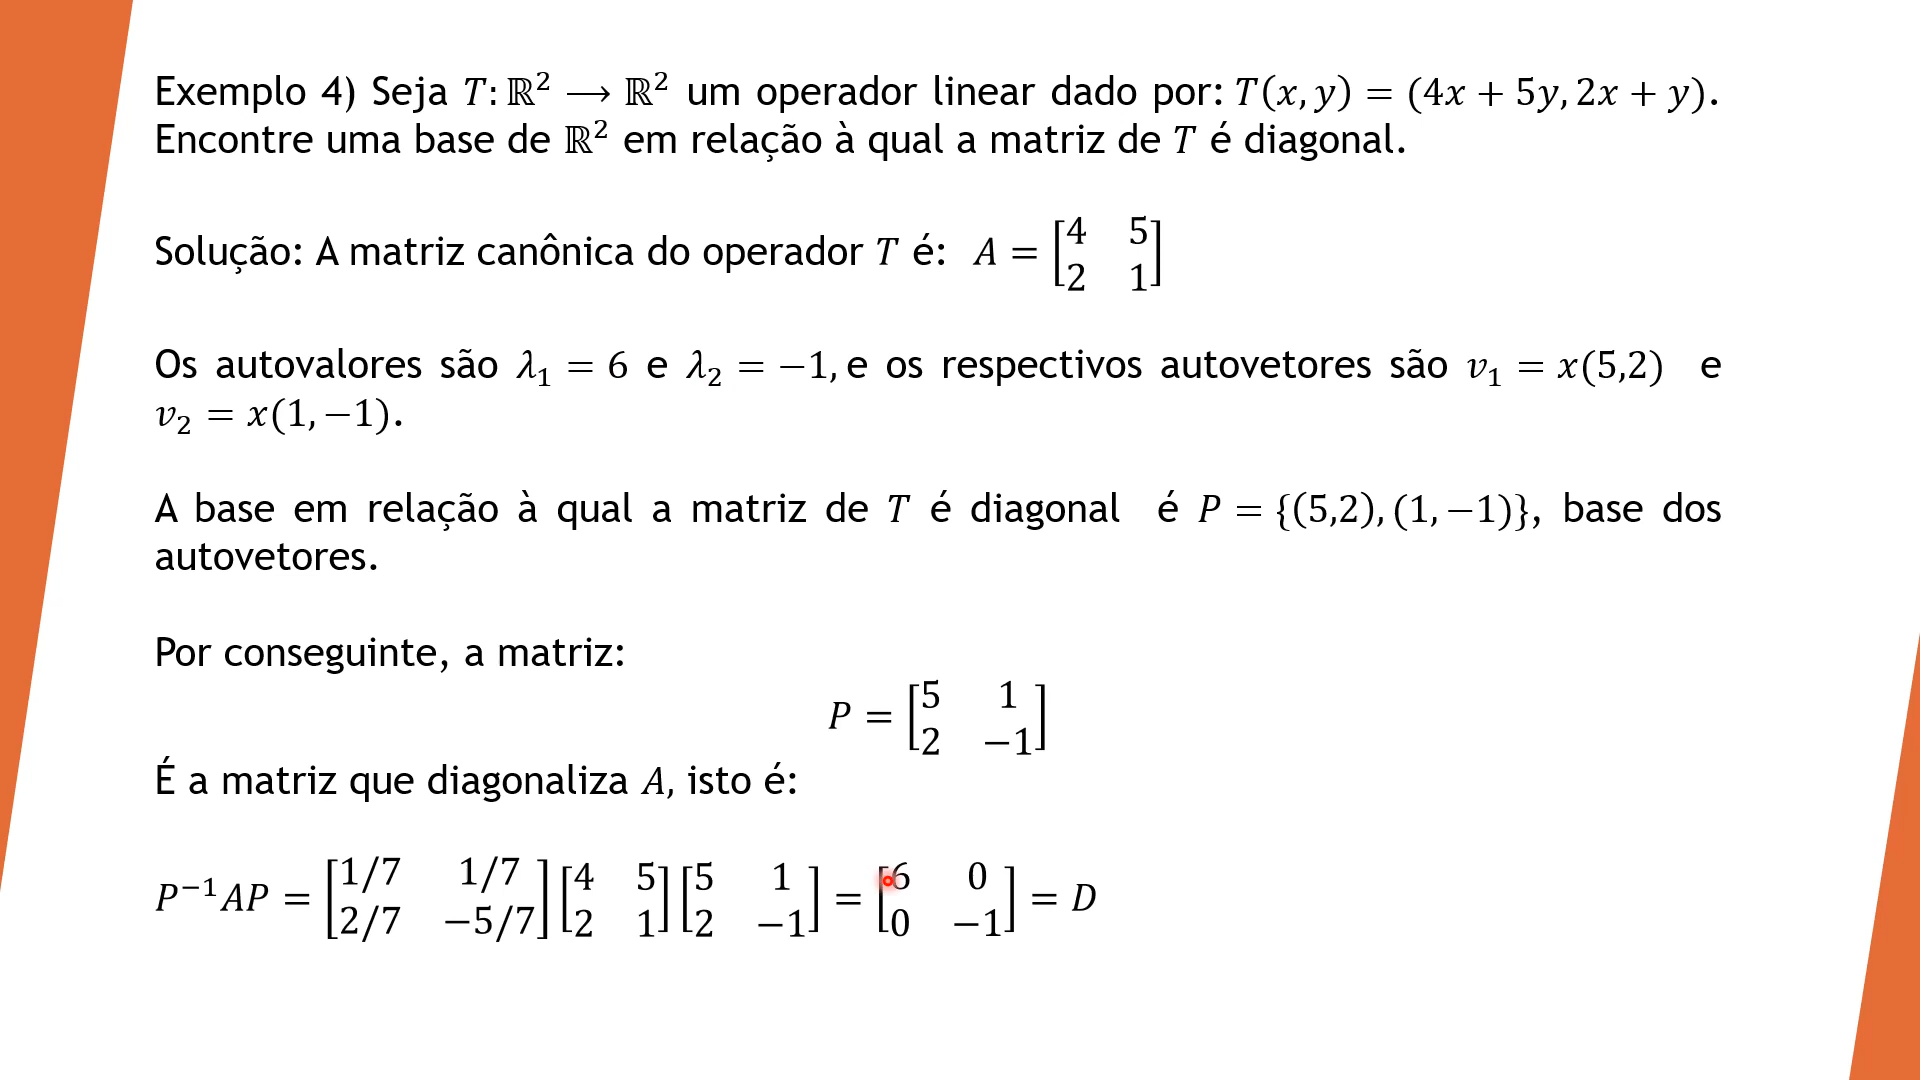 Exemplo 4) Seja T: ℝ² ⟶ ℝ² um operador linear dado por: T(x, y) = (4x + 5y, 2x + y).
Encontre uma base de ℝ² em relação à qual a matriz de T é diagonal.
Solução: A matriz canônica do operador T é: A = [4 5; 2 1]
Os autovalores são λ₁ = 6 e λ₂ = −1, e os respectivos autovetores são v₁ = x(5,2) e
v₂ = x(1, −1).
A base em relação à qual a matriz de T é diagonal é P = {(5,2), (1, −1)}, base dos
autovetores.
Por conseguinte, a matriz:
P = [5 1; 2 −1]
É a matriz que diagonaliza A, isto é:
P⁻¹AP = [1/7 1/7; 2/7 −5/7] [4 5; 2 1] [5 1; 2 −1] = [6 0; 0 −1] = D